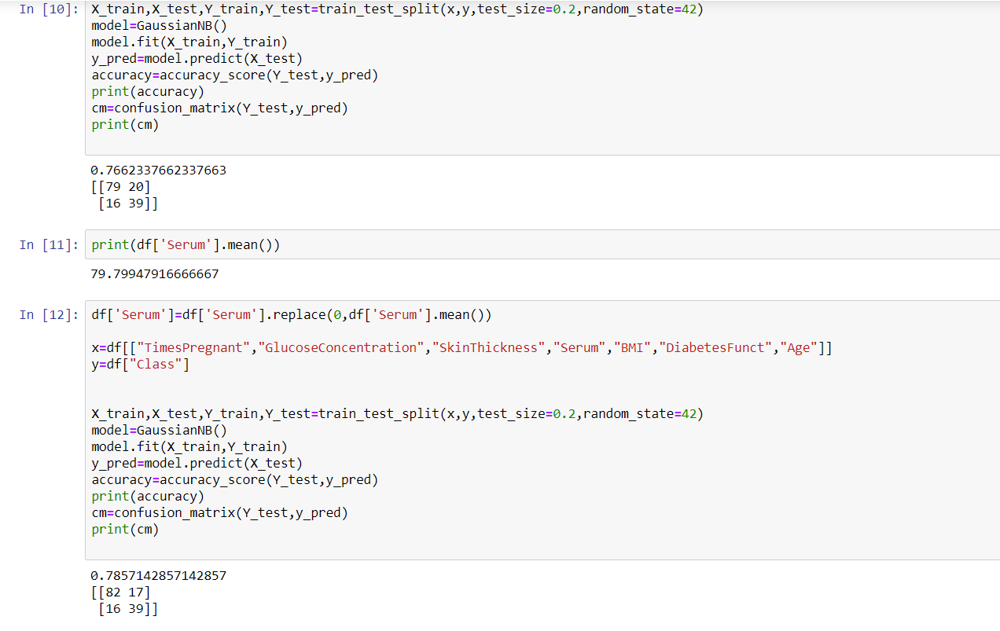 In [10]: X_train,X_test,Y_train,Y_test=train_test_split(x,y,test_size=0.2,random_state=42)
model=GaussianNB()
model.fit(X_train,Y_train)
y_pred=model.predict(X_test)
accuracy=accuracy_score(Y_test,y_pred)
print(accuracy)
cm=confusion_matrix(Y_test,y_pred)
print(cm)
0.7662337662337663
[[79 20]
[16 39]]
In [11]: print(df['Serum'].mean())
79.79947916666667
In [12]: df['Serum']=df['Serum'].replace(0,df['Serum'].mean())
x=df[["TimesPregnant","GlucoseConcentration","SkinThickness","Serum","BMI","DiabetesFunct","Age"]]
y=df["Class"]
X_train,X_test,Y_train,Y_test=train_test_split(x,y,test_size=0.2,random_state=42)
model=GaussianNB()
model.fit(X_train,Y_train)
y_pred=model.predict(X_test)
accuracy=accuracy_score(Y_test,y_pred)
print(accuracy)
cm=confusion_matrix(Y_test,y_pred)
print(cm)
0.7857142857142857
[[82 17]
[16 39]]